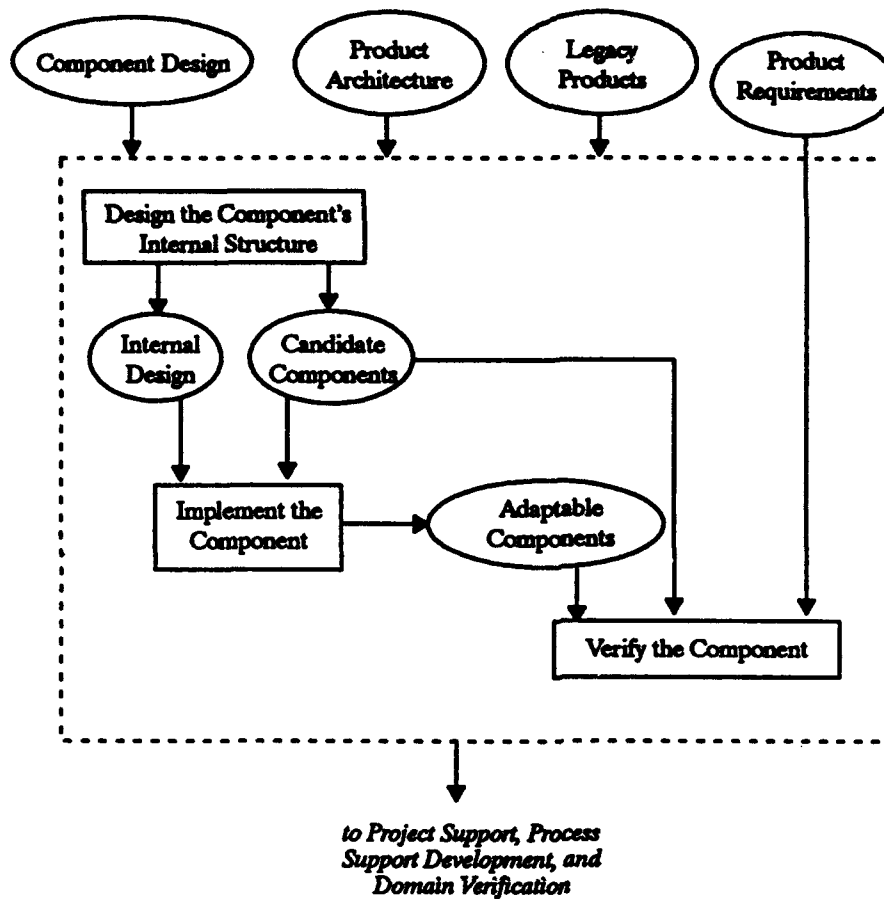 Component Design
Product
Architecture
Legacy
Products
Product
Requirements
Design the Component's
Internal Structure
Internal
Design
Candidate
Components
Implement the
Component
Adaptable
Components
Verify the Component
to Project Support, Process
Support Development, and
Domain Verification